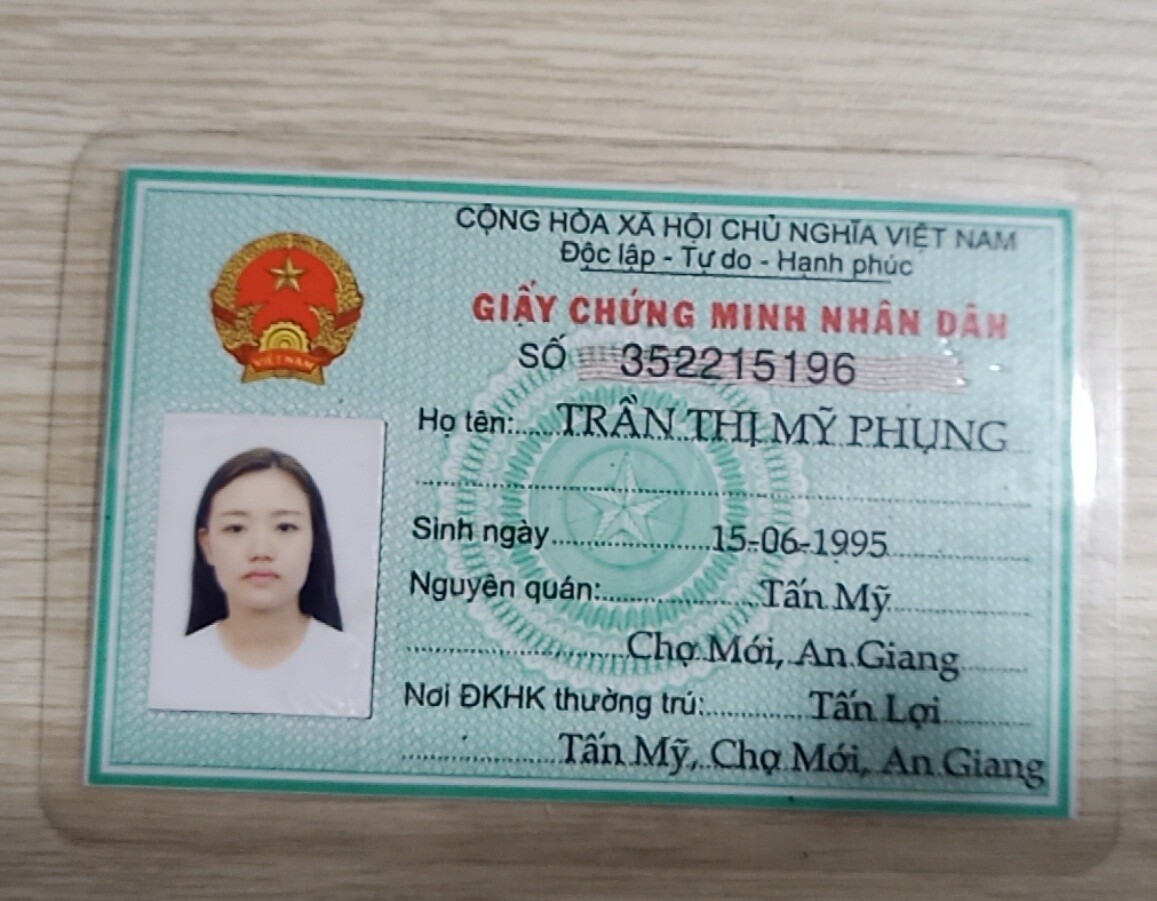 CỘNG HÒA XÃ HỘI CHỦ NGHĨA VIỆT NAM
Độc lập - Tự do - Hạnh phúc
GIẤY CHỨNG MINH NHÂN DÂN
SỐ 352215196
VIỆT NAM
Họ tên: TRẦN THỊ MỸ PHỤNG
Sinh ngày 15-06-1995
Nguyên quán: Tấn Mỹ
Chợ Mới, An Giang
Nơi ĐKHK thường trú: Tấn Lợi
Tấn Mỹ, Chợ Mới, An Giang